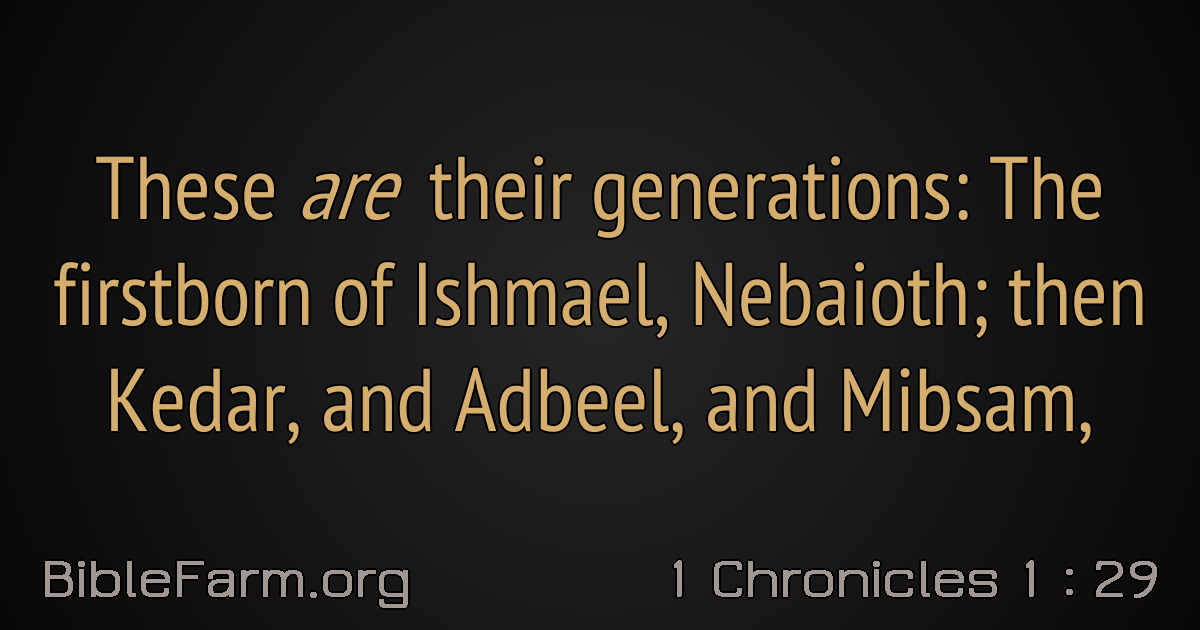 These are their generations: The
firstborn of Ishmael, Nebaioth; then
Kedar, and Adbeel, and Mibsam,
BibleFarm.org
1 Chronicles 1 : 29